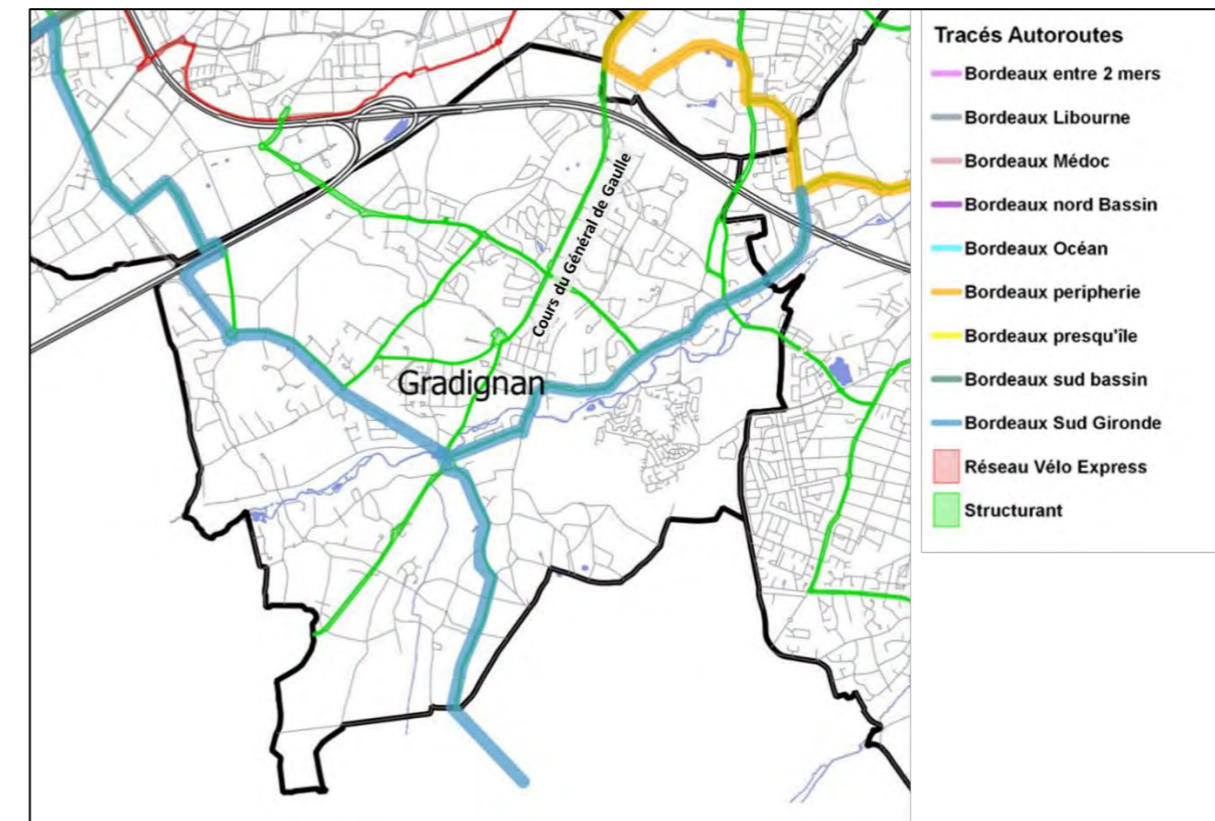 Cours du Général de Gaulle
Gradignan
Tracés Autoroutes
Bordeaux entre 2 mers
Bordeaux Libourne
Bordeaux Médoc
Bordeaux nord Bassin
Bordeaux Océan
Bordeaux peripherie
Bordeaux presqu'île
Bordeaux sud bassin
Bordeaux Sud Gironde
Réseau Vélo Express
Structurant